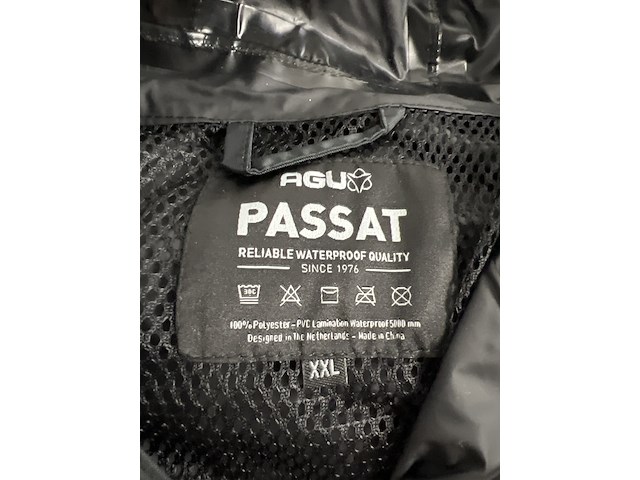 AGU
PASSAT
RELIABLE WATERPROOF QUALITY
SINCE 1976
30C
100% Polyester - PVC Lamination Waterproof 5000 mm
Designed in The Netherlands - Made in China
XXL